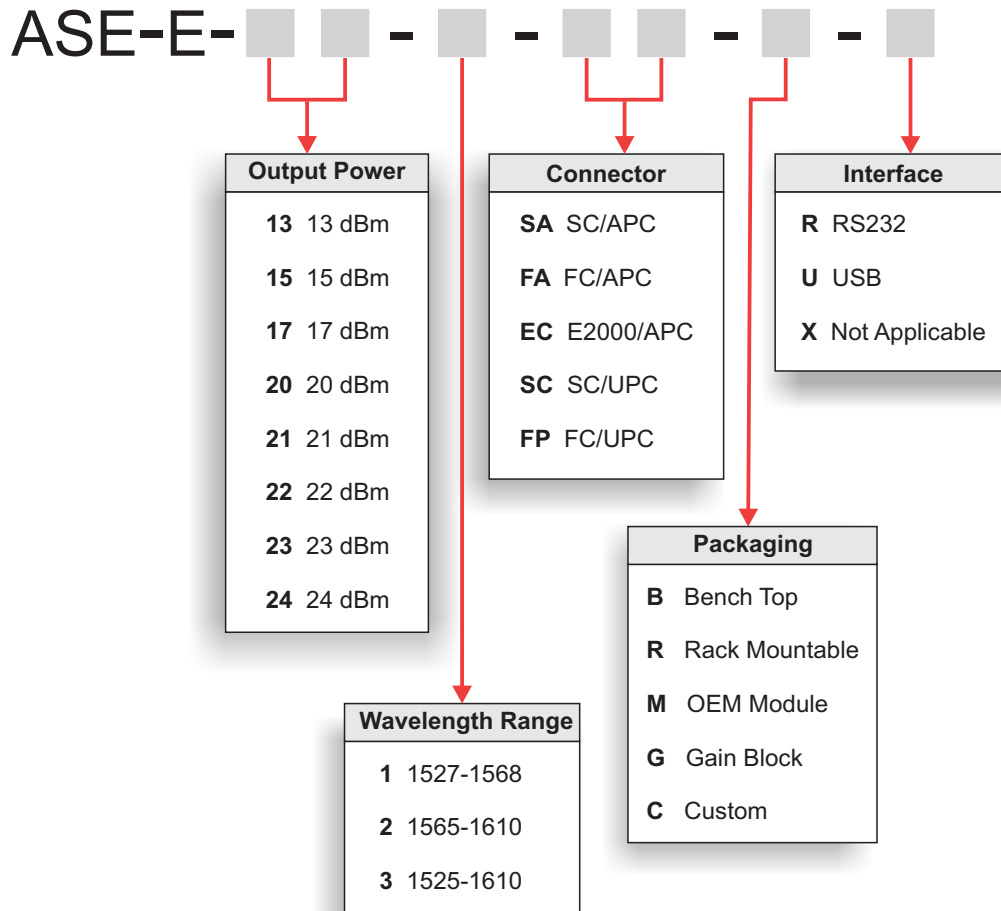 ASE-E- - - - -
Output Power
13 13 dBm
15 15 dBm
17 17 dBm
20 20 dBm
21 21 dBm
22 22 dBm
23 23 dBm
24 24 dBm
Wavelength Range
1 1527-1568
2 1565-1610
3 1525-1610
Connector
SA SC/APC
FA FC/APC
EC E2000/APC
SC SC/UPC
FP FC/UPC
Packaging
B Bench Top
R Rack Mountable
M OEM Module
G Gain Block
C Custom
Interface
R RS232
U USB
X Not Applicable